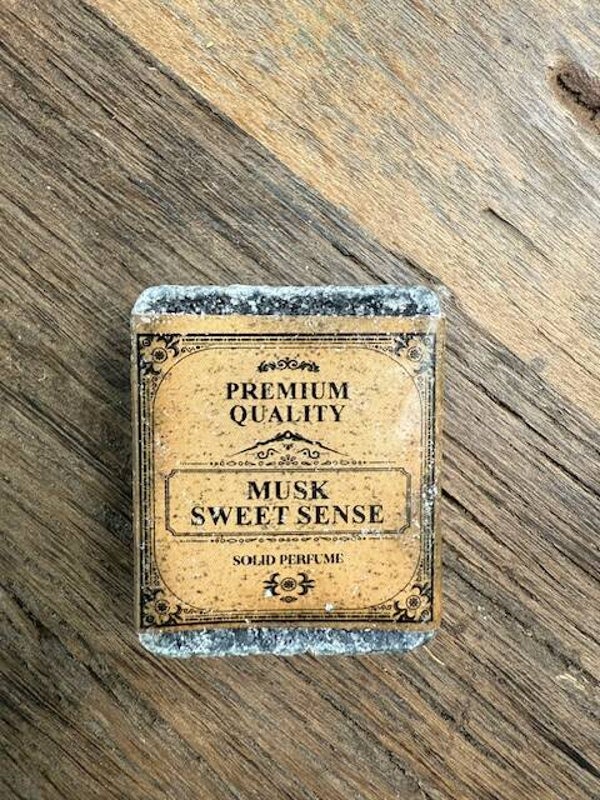 PREMIUM
QUALITY
MUSK
SWEET SENSE
SOLID PERFUME